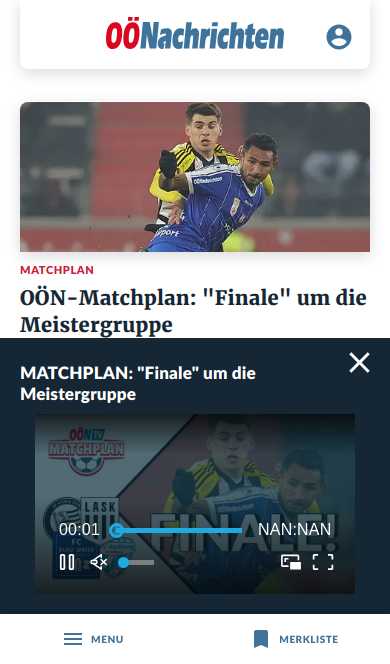 OÖNachrichten
MATCHPLAN
OÖN-Matchplan: "Finale" um die
Meistergruppe
MATCHPLAN: "Finale" um die
Meistergruppe
OÖN TV
MATCHPLAN
LASK
FC
FINALE!
00:01
NAN:NAN
MENU
MERKLISTE